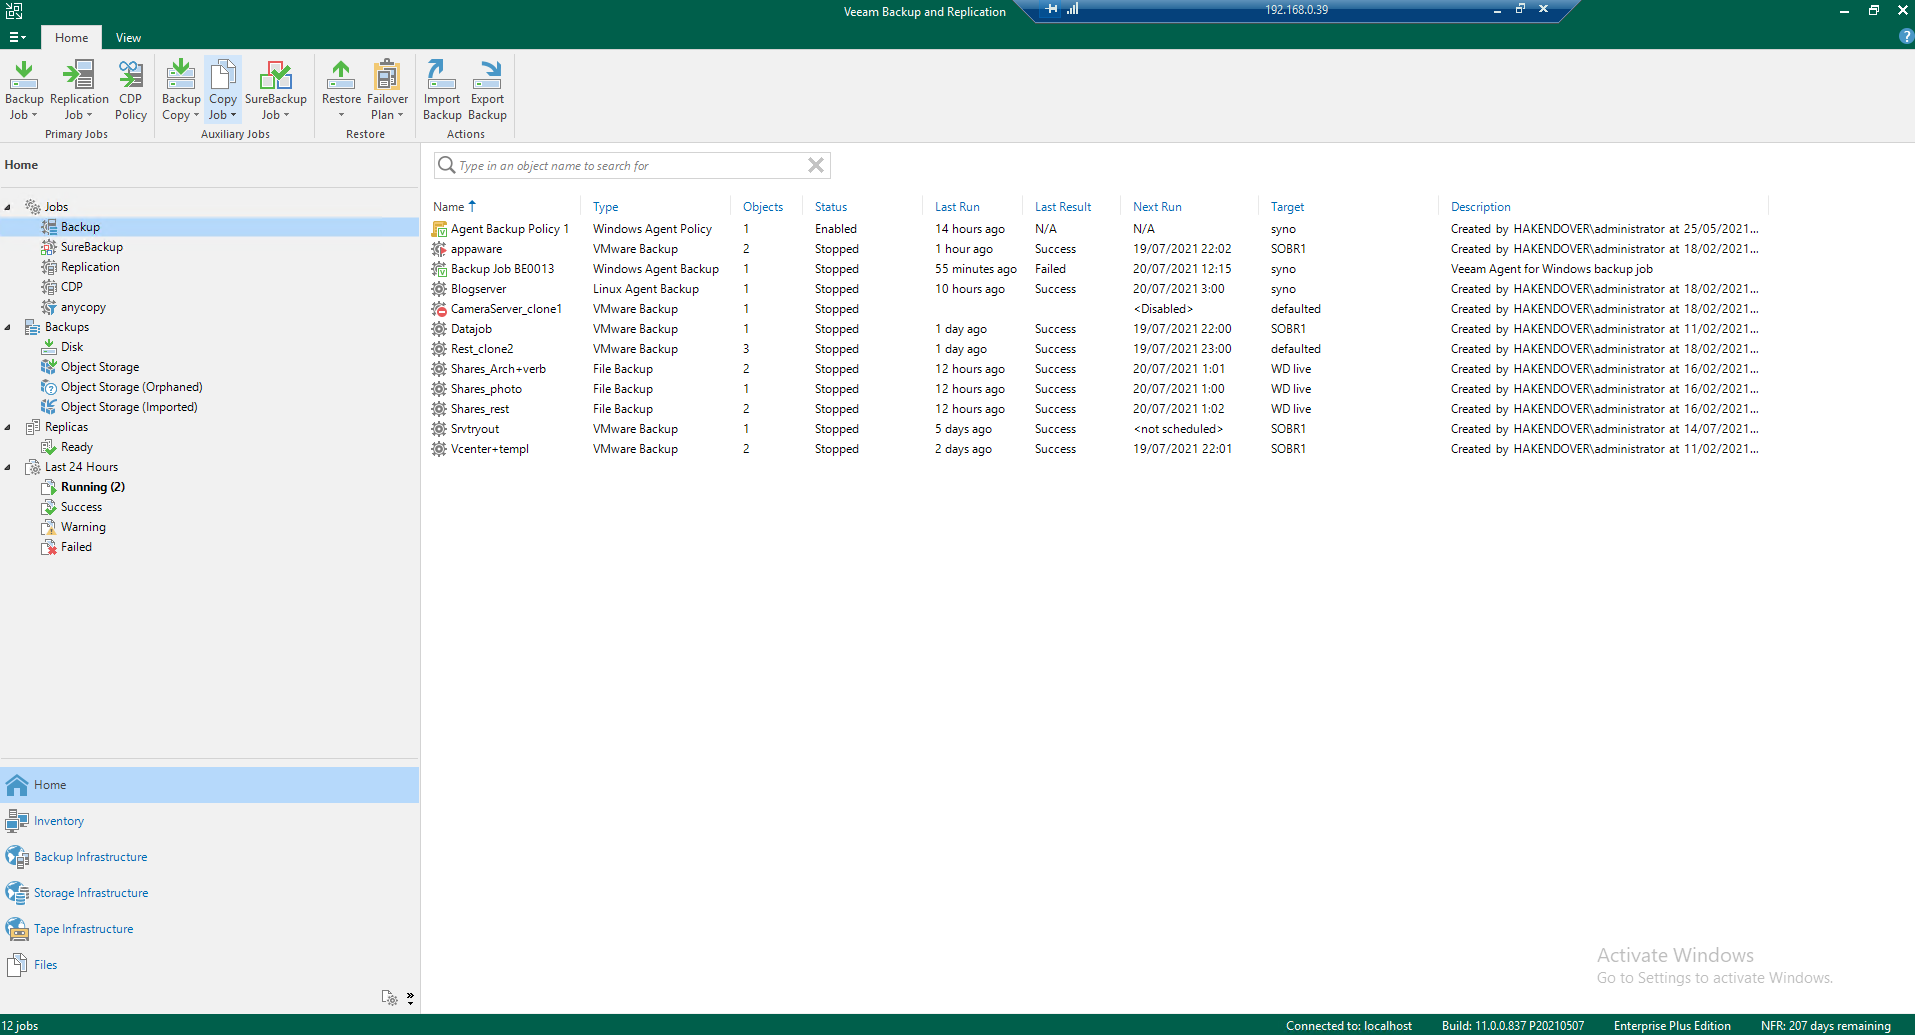 Veeam Backup and Replication
192.168.0.39
Home View
Backup Job
Replication Job
CDP Policy
Primary Jobs
Backup Copy
Copy Job
SureBackup Job
Auxiliary Jobs
Restore
Failover Plan
Restore
Import Backup
Export Backup
Actions
Home
Jobs
Backup
SureBackup
Replication
CDP
anycopy
Backups
Disk
Object Storage
Object Storage (Orphaned)
Object Storage (Imported)
Replicas
Ready
Last 24 Hours
Running (2)
Success
Warning
Failed
Home
Inventory
Backup Infrastructure
Storage Infrastructure
Tape Infrastructure
Files
Type in an object name to search for
Name Type Objects Status Last Run Last Result Next Run Target Description
Agent Backup Policy 1 Windows Agent Policy 1 Enabled 14 hours ago N/A N/A syno Created by HAKENDOVER\administrator at 25/05/2021...
appaware VMware Backup 2 Stopped 1 hour ago Success 19/07/2021 22:02 SOBR1 Created by HAKENDOVER\administrator at 18/02/2021...
Backup Job BE0013 Windows Agent Backup 1 Stopped 55 minutes ago Failed 20/07/2021 12:15 syno Veeam Agent for Windows backup job
Blogserver Linux Agent Backup 1 Stopped 10 hours ago Success 20/07/2021 3:00 syno Created by HAKENDOVER\administrator at 18/02/2021...
CameraServer_clone1 VMware Backup 1 Stopped <Disabled> defaulted Created by HAKENDOVER\administrator at 18/02/2021...
Datajob VMware Backup 1 Stopped 1 day ago Success 19/07/2021 22:00 SOBR1 Created by HAKENDOVER\administrator at 11/02/2021...
Rest_clone2 VMware Backup 3 Stopped 1 day ago Success 19/07/2021 23:00 defaulted Created by HAKENDOVER\administrator at 18/02/2021...
Shares_Arch+verb File Backup 2 Stopped 12 hours ago Success 20/07/2021 1:01 WD live Created by HAKENDOVER\administrator at 16/02/2021...
Shares_photo File Backup 1 Stopped 12 hours ago Success 20/07/2021 1:00 WD live Created by HAKENDOVER\administrator at 16/02/2021...
Shares_rest File Backup 2 Stopped 12 hours ago Success 20/07/2021 1:02 WD live Created by HAKENDOVER\administrator at 16/02/2021...
Srvtryout VMware Backup 1 Stopped 5 days ago Success <not scheduled> SOBR1 Created by HAKENDOVER\administrator at 14/07/2021...
Vcenter+templ VMware Backup 2 Stopped 2 days ago Success 19/07/2021 22:01 SOBR1 Created by HAKENDOVER\administrator at 11/02/2021...
Activate Windows
Go to Settings to activate Windows.
12 jobs
Connected to: localhost Build: 11.0.0.837 P20210507 Enterprise Plus Edition NFR: 207 days remaining